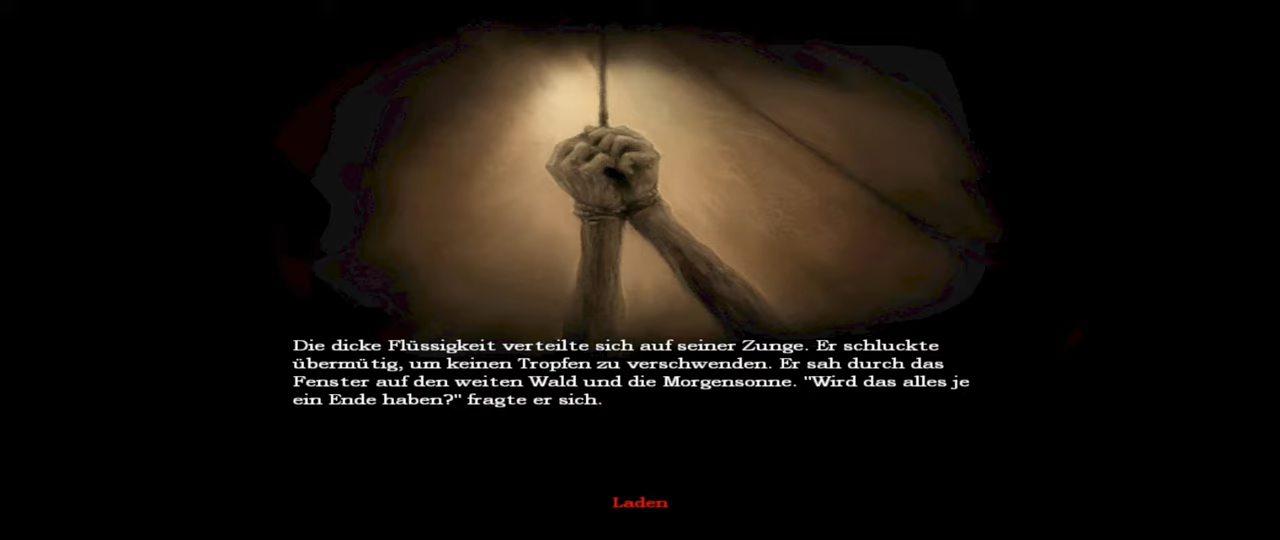 Die dicke Flüssigkeit verteilte sich auf seiner Zunge. Er schluckte
übermütig, um keinen Tropfen zu verschwenden. Er sah durch das
Fenster auf den weiten Wald und die Morgensonne. "Wird das alles je
ein Ende haben?" fragte er sich.
Laden